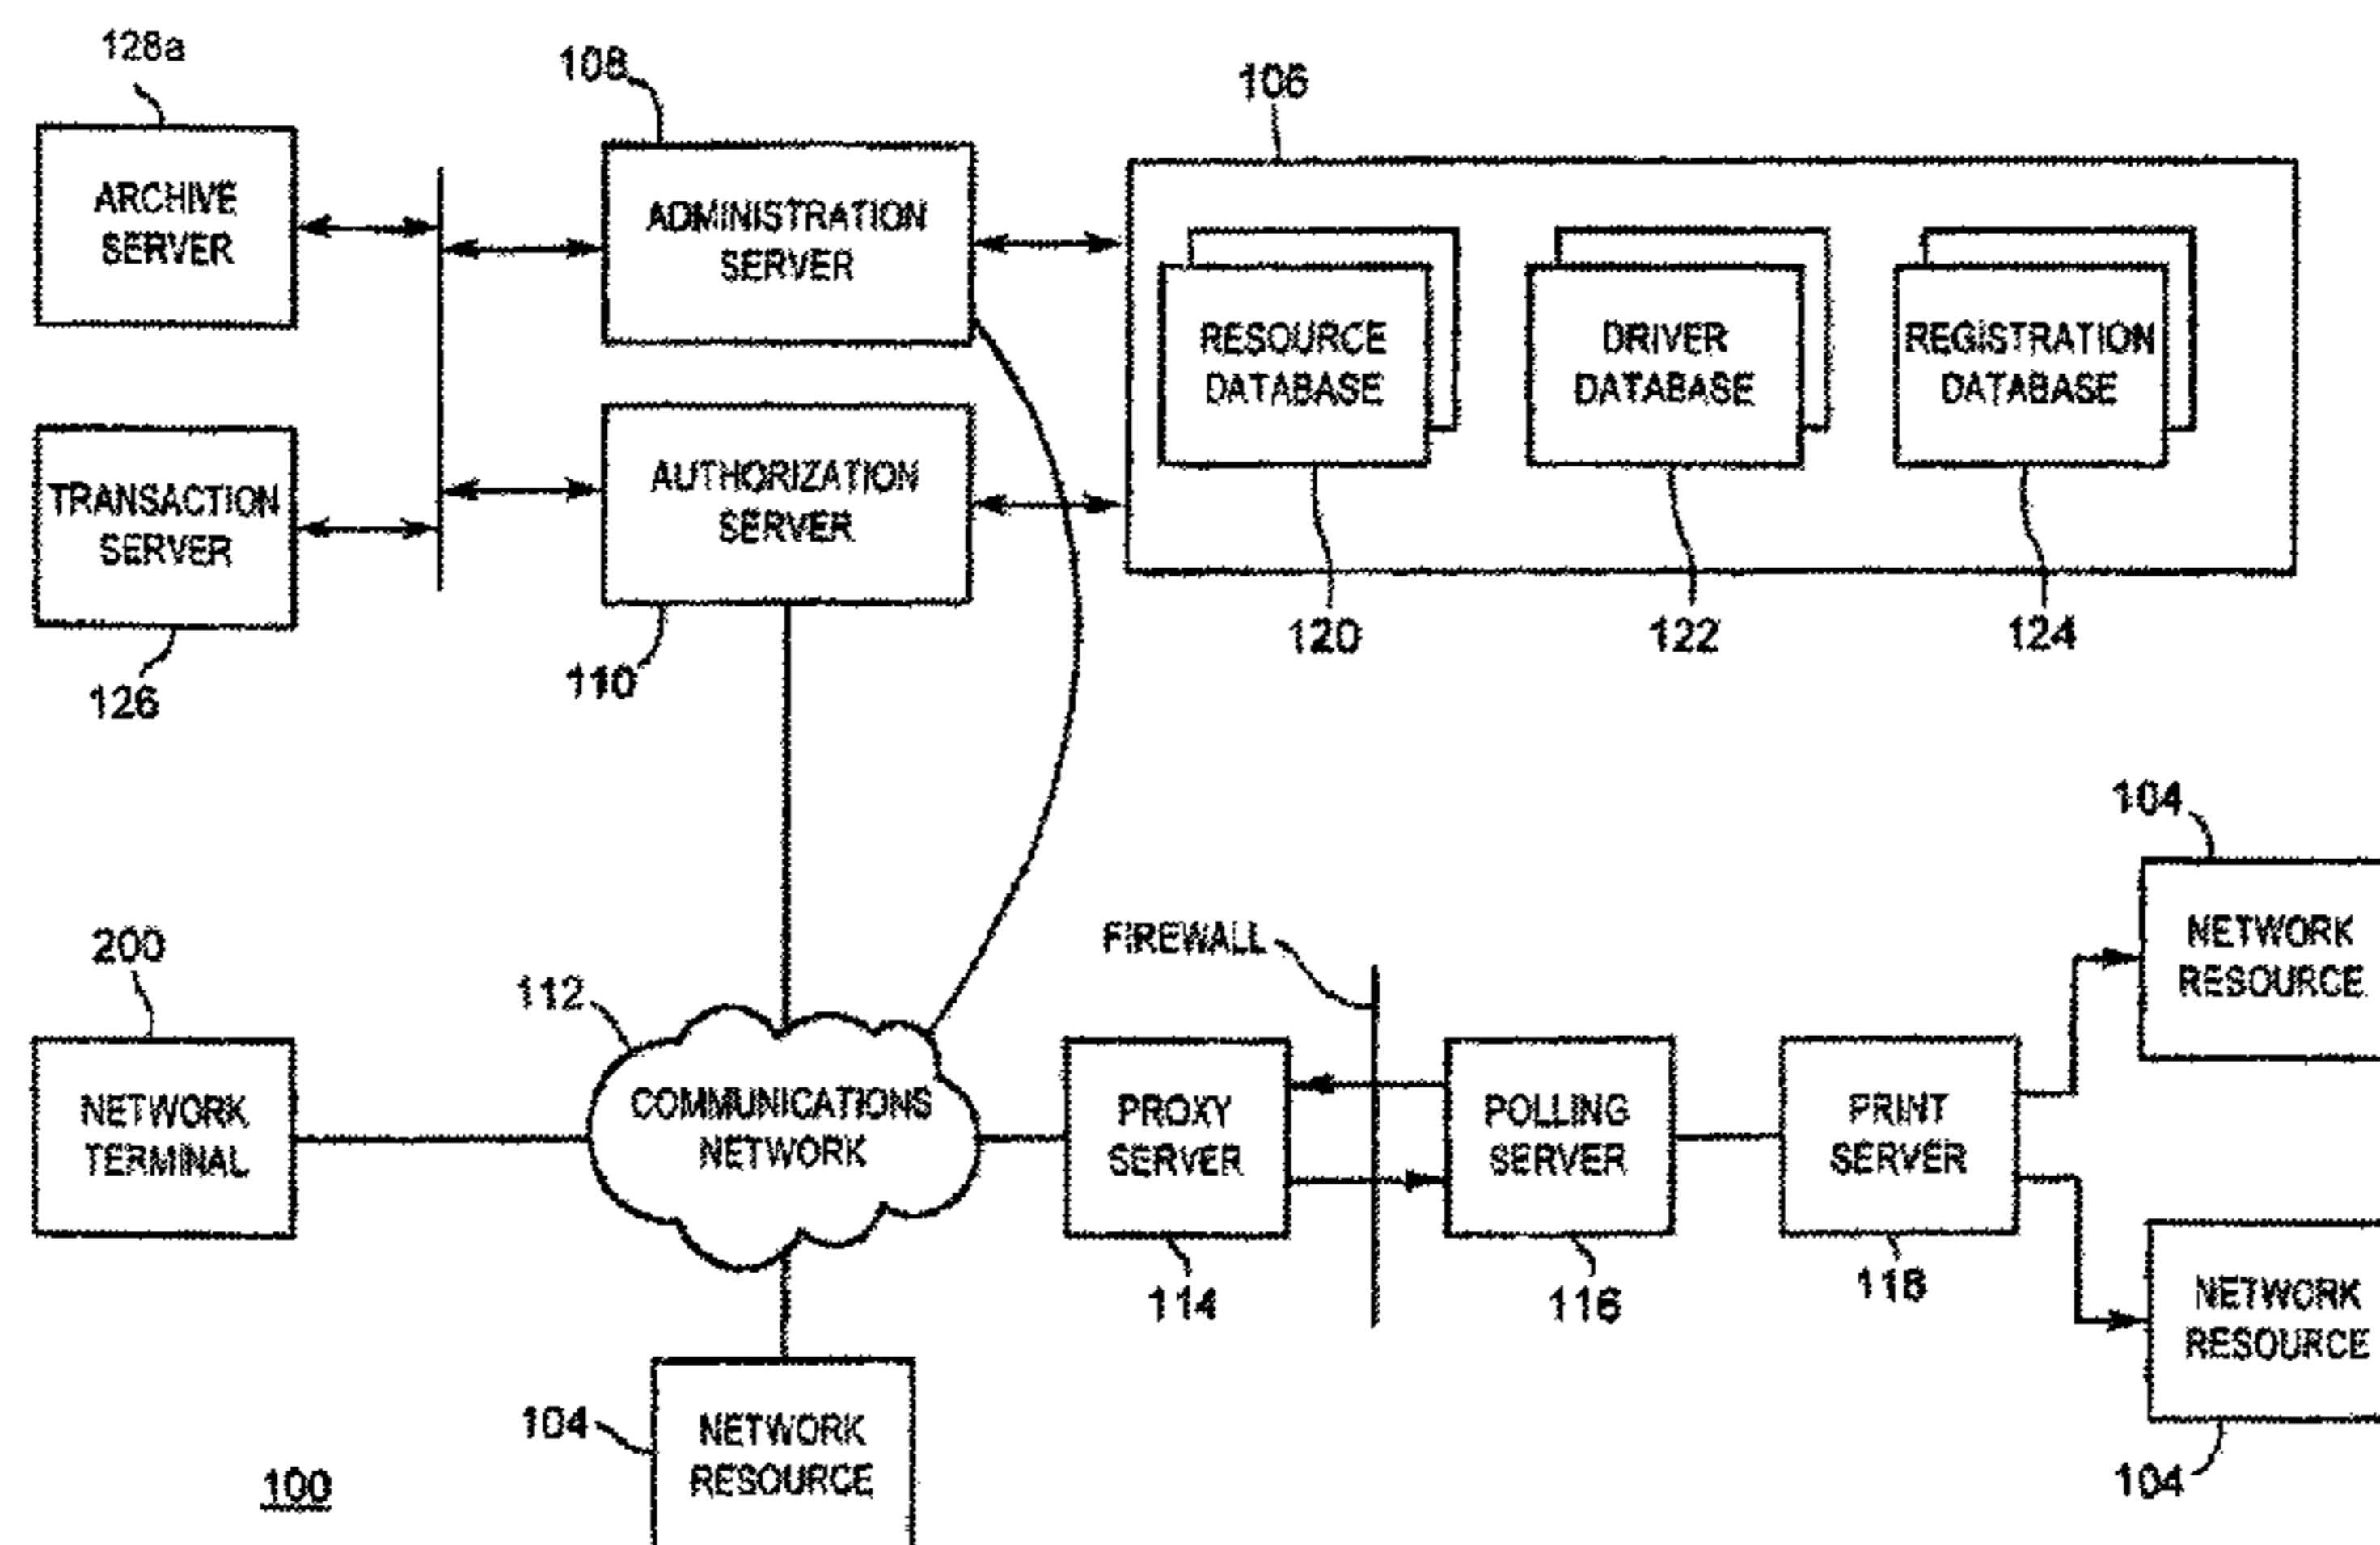 128a
108
106
ARCHIVE
SERVER
ADMINISTRATION
SERVER
RESOURCE
DATABASE
DRIVER
DATABASE
REGISTRATION
DATABASE
TRANSACTION
SERVER
AUTHORIZATION
SERVER
120
122
124
126
110
104
NETWORK
RESOURCE
200
112
FIREWALL
NETWORK
TERMINAL
COMMUNICATIONS
NETWORK
PROXY
SERVER
POLLING
SERVER
PRINT
SERVER
114
116
118
NETWORK
RESOURCE
104
104
NETWORK
RESOURCE
100